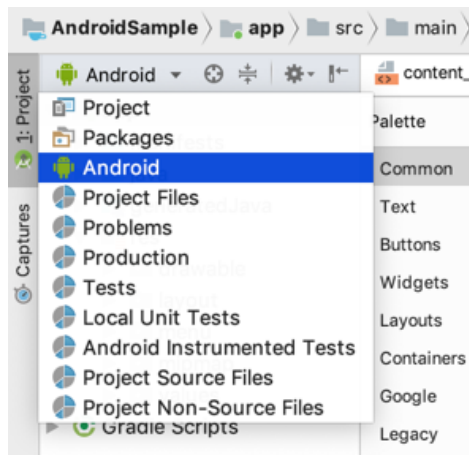 AndroidSample app src main
1: Project
Captures
Android
content_
Project
Packages
Android
Project Files
Problems
Production
Tests
Local Unit Tests
Android Instrumented Tests
Project Source Files
Project Non-Source Files
Gradle Scripts
Palette
Common
Text
Buttons
Widgets
Layouts
Containers
Google
Legacy